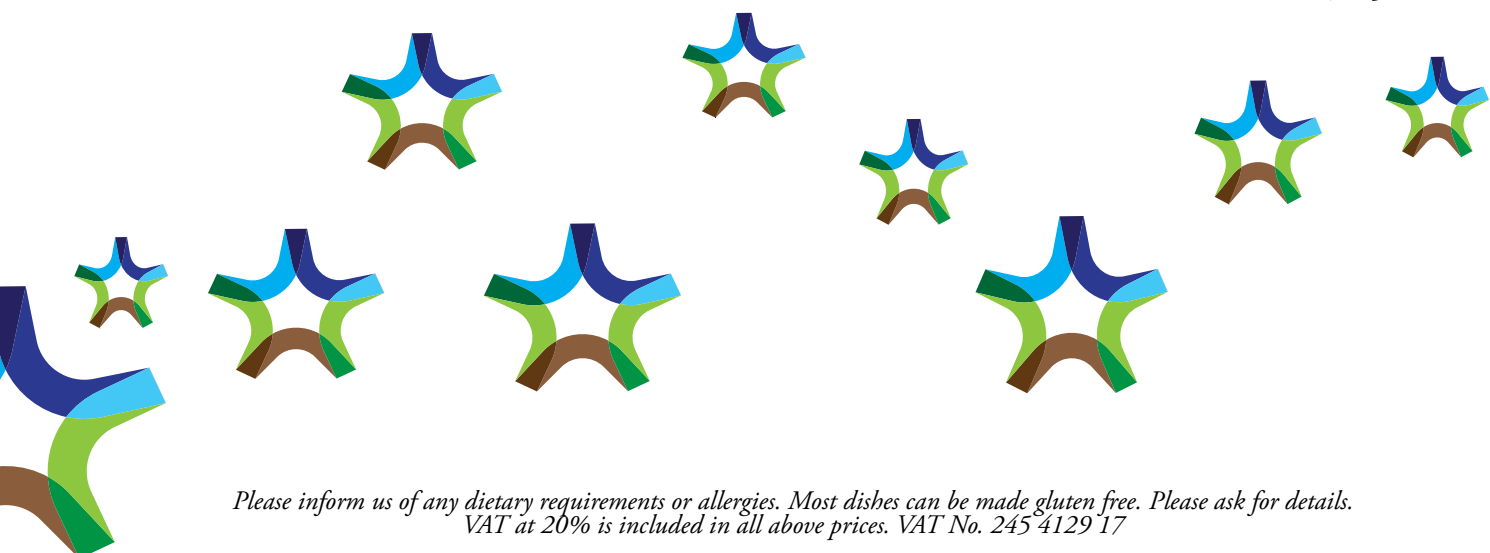 Please inform us of any dietary requirements or allergies. Most dishes can be made gluten free. Please ask for details.
VAT at 20% is included in all above prices. VAT No. 245 4129 17